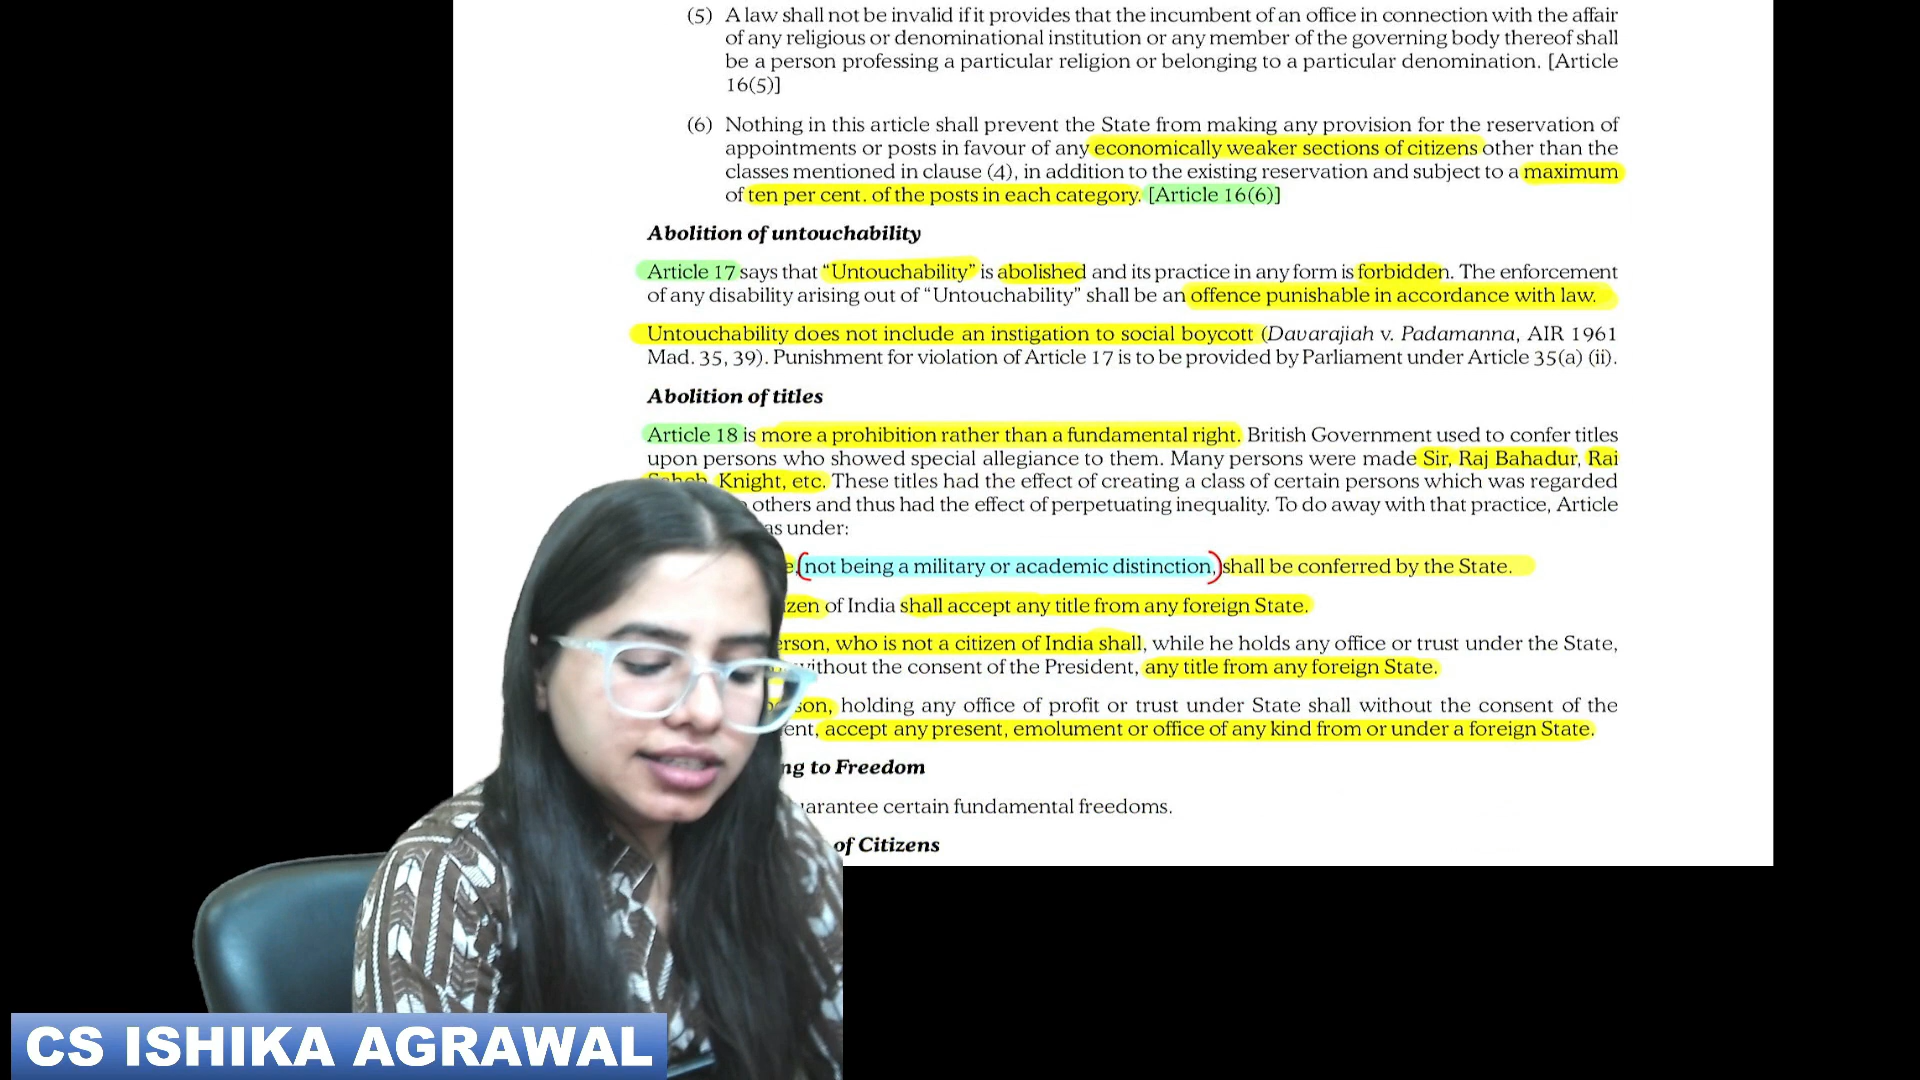 (5) A law shall not be invalid if it provides that the incumbent of an office in connection with the affair
of any religious or denominational institution or any member of the governing body thereof shall
be a person professing a particular religion or belonging to a particular denomination. [Article
16(5)]
(6) Nothing in this article shall prevent the State from making any provision for the reservation of
appointments or posts in favour of any economically weaker sections of citizens other than the
classes mentioned in clause (4), in addition to the existing reservation and subject to a maximum
of ten per cent. of the posts in each category. [Article 16(6)]
Abolition of untouchability
Article 17 says that “Untouchability” is abolished and its practice in any form is forbidden. The enforcement
of any disability arising out of “Untouchability” shall be an offence punishable in accordance with law.
Untouchability does not include an instigation to social boycott (Davarajiah v. Padamanna, AIR 1961
Mad. 35, 39). Punishment for violation of Article 17 is to be provided by Parliament under Article 35(a) (ii).
Abolition of titles
Article 18 is more a prohibition rather than a fundamental right. British Government used to confer titles
upon persons who showed special allegiance to them. Many persons were made Sir, Raj Bahadur, Rai
Knight, etc. These titles had the effect of creating a class of certain persons which was regarded
others and thus had the effect of perpetuating inequality. To do away with that practice, Article
as under:
(not being a military or academic distinction,) shall be conferred by the State.
of India shall accept any title from any foreign State.
who is not a citizen of India shall, while he holds any office or trust under the State,
without the consent of the President, any title from any foreign State.
holding any office of profit or trust under State shall without the consent of the
accept any present, emolument or office of any kind from or under a foreign State.
to Freedom
certain fundamental freedoms.
of Citizens
CS ISHIKA AGRAWAL